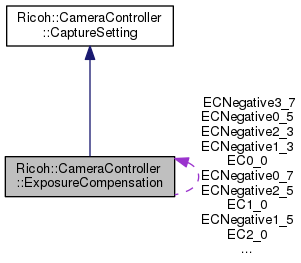 Ricoh::CameraController
::CaptureSetting
ECNegative3_7
ECNegative0_5
ECNegative2_3
ECNegative1_3
EC0_0
ECNegative0_7
ECNegative2_5
EC1_0
ECNegative1_5
EC2_0
...
Ricoh::CameraController
::ExposureCompensation